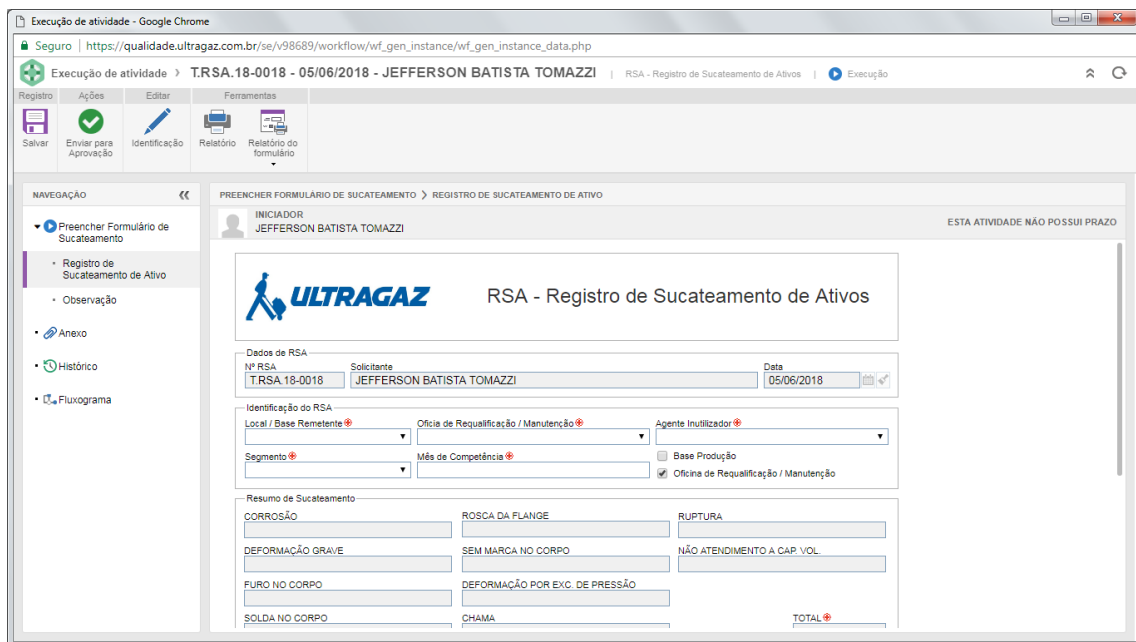 Execução de atividade - Google Chrome
Seguro | https://qualidade.ultragaz.com.br/se/v98689/workflow/wf_gen_instance/wf_gen_instance_data.php
Execução de atividade > T.RSA.18-0018 - 05/06/2018 - JEFFERSON BATISTA TOMAZZI | RSA - Registro de Sucateamento de Ativos | Execução
Registro Ações Editar Ferramentas
Salvar Enviar para Aprovação Identificação Relatório Relatório do formulário
NAVEGAÇÃO
Preencher Formulário de
Sucateamento
Registro de
Sucateamento de Ativo
Observação
Anexo
Histórico
Fluxograma
PREENCHER FORMULÁRIO DE SUCATEAMENTO > REGISTRO DE SUCATEAMENTO DE ATIVO
INICIADOR
JEFFERSON BATISTA TOMAZZI
ESTA ATIVIDADE NÃO POSSUI PRAZO
ULTRAGAZ
RSA - Registro de Sucateamento de Ativos
Dados de RSA
Nº RSA Solicitante Data
T.RSA.18-0018 JEFFERSON BATISTA TOMAZZI 05/06/2018
Identificação do RSA
Local / Base Remetente Oficia de Requalificação / Manutenção Agente Inutilizador
Segmento Mês de Competência Base Produção
Oficina de Requalificação / Manutenção
Resumo de Sucateamento
CORROSÃO ROSCA DA FLANGE RUPTURA
DEFORMAÇÃO GRAVE SEM MARCA NO CORPO NÃO ATENDIMENTO A CAP. VOL.
FURO NO CORPO DEFORMAÇÃO POR EXC. DE PRESSÃO
SOLDA NO CORPO CHAMA TOTAL